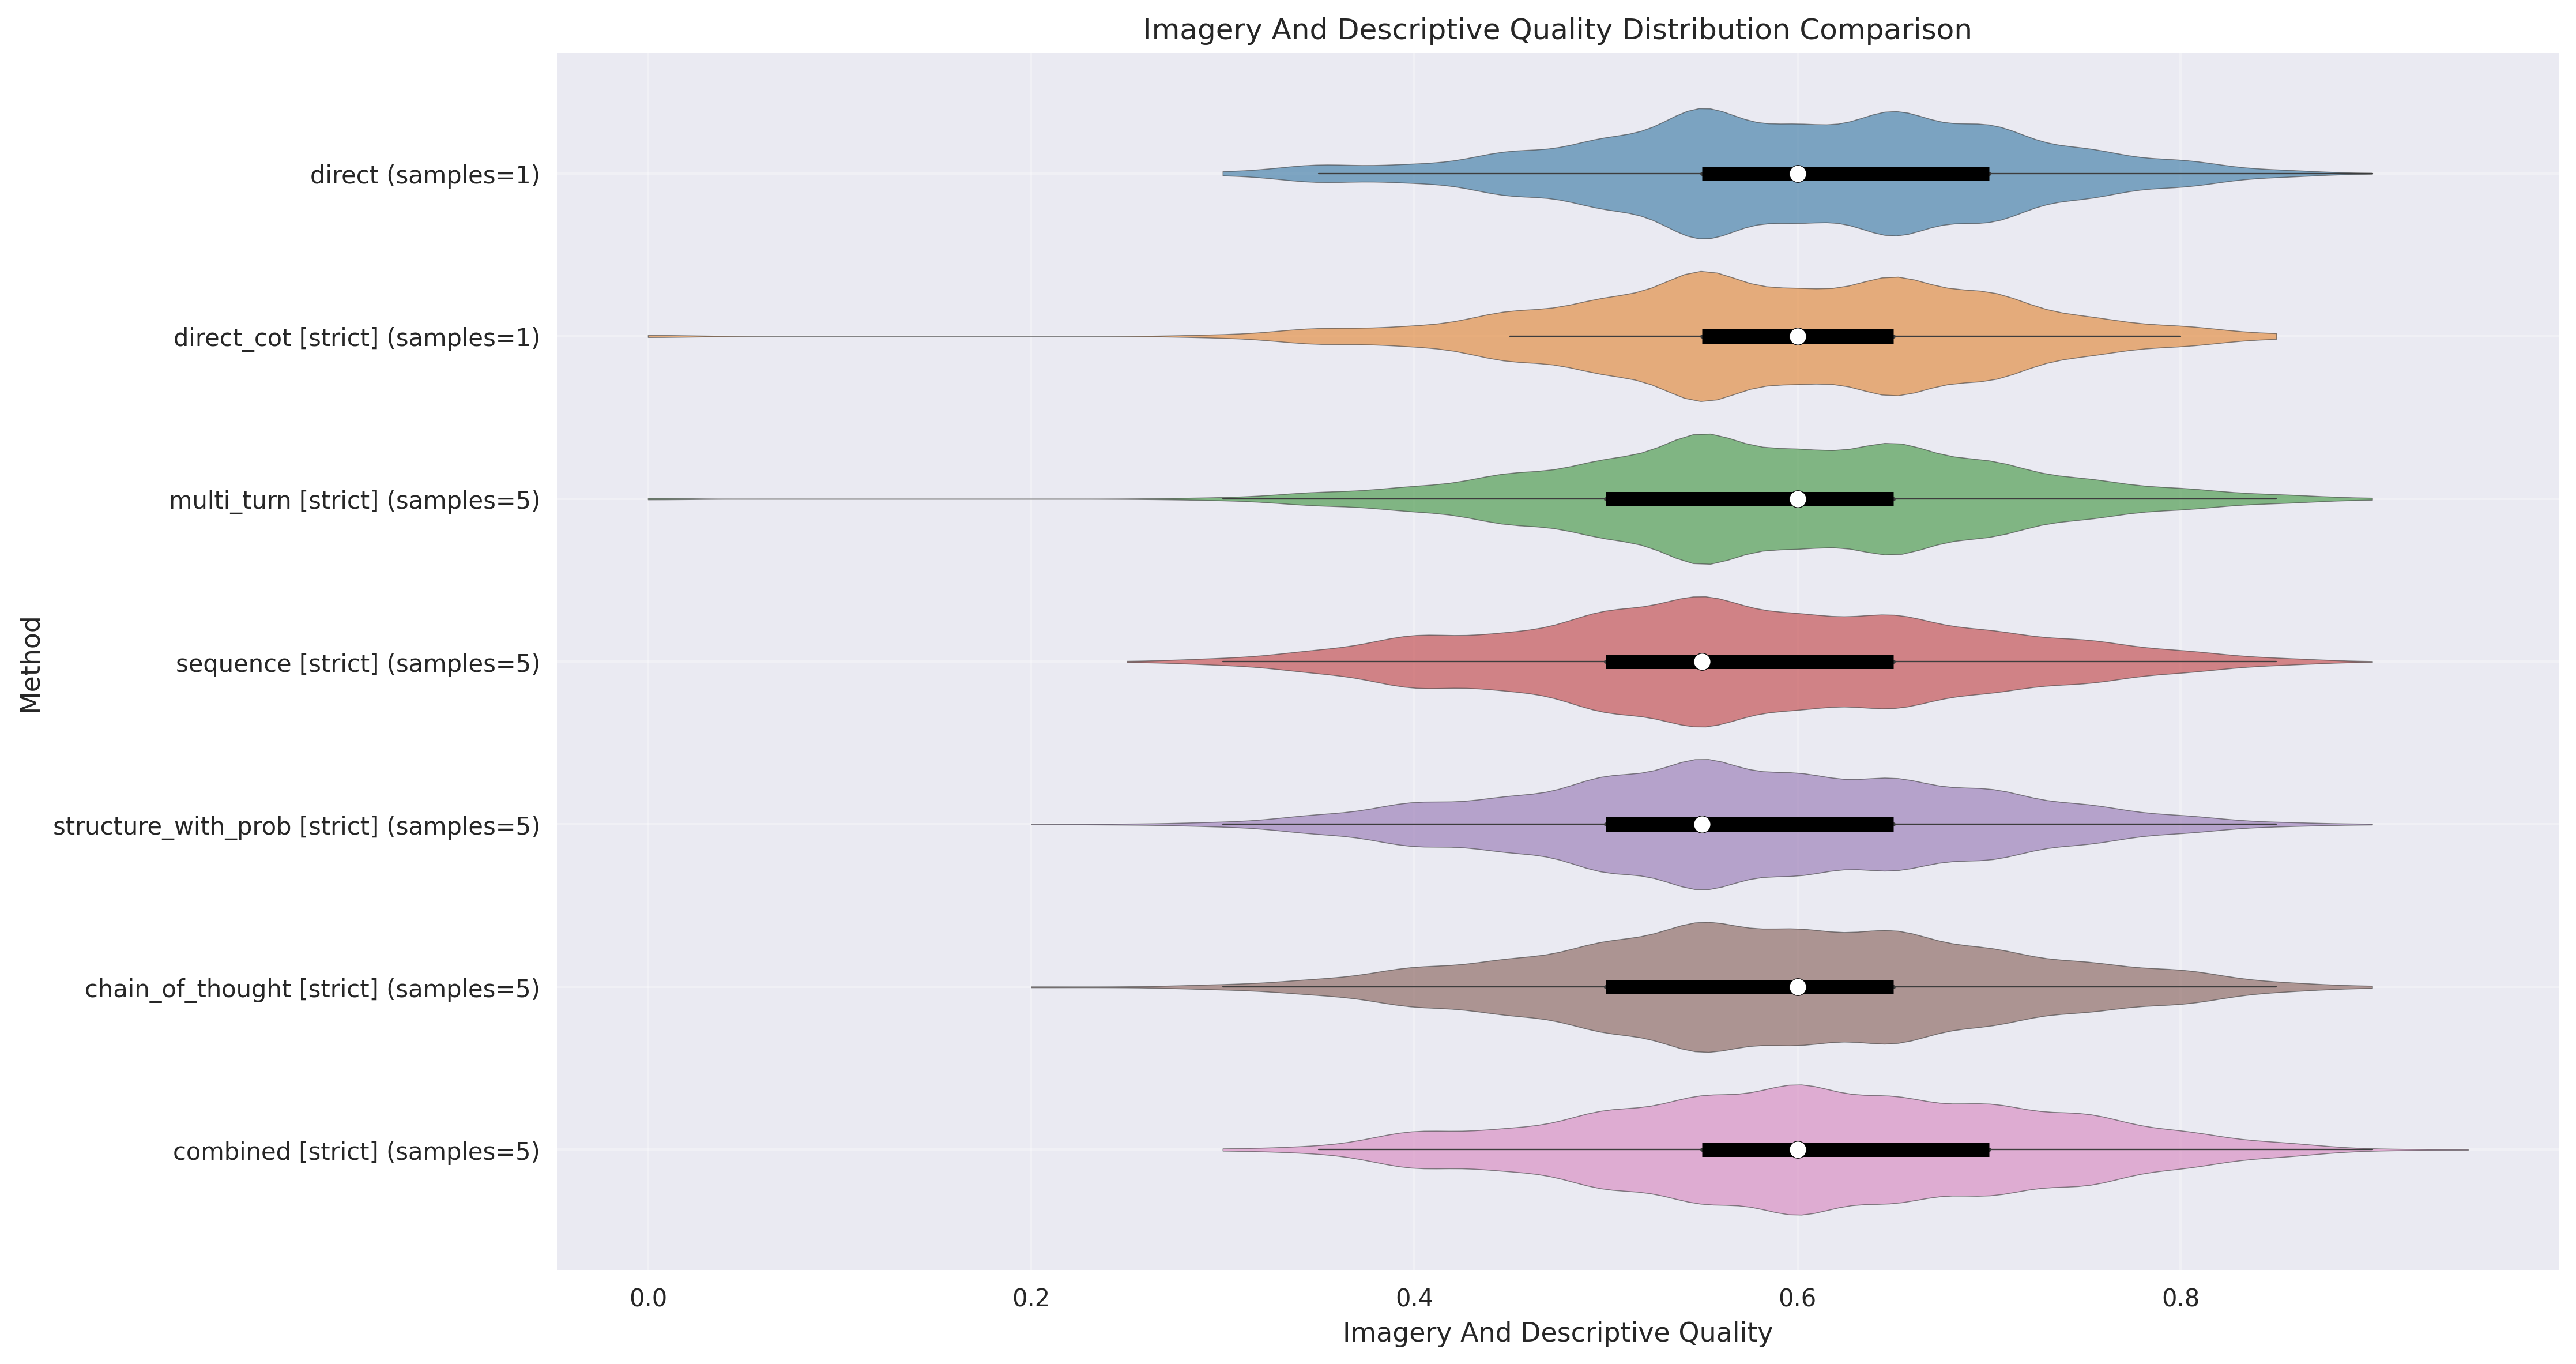 Imagery And Descriptive Quality Distribution Comparison
Method
direct (samples=1)
direct_cot [strict] (samples=1)
multi_turn [strict] (samples=5)
sequence [strict] (samples=5)
structure_with_prob [strict] (samples=5)
chain_of_thought [strict] (samples=5)
combined [strict] (samples=5)
0.0 0.2 0.4 0.6 0.8
Imagery And Descriptive Quality